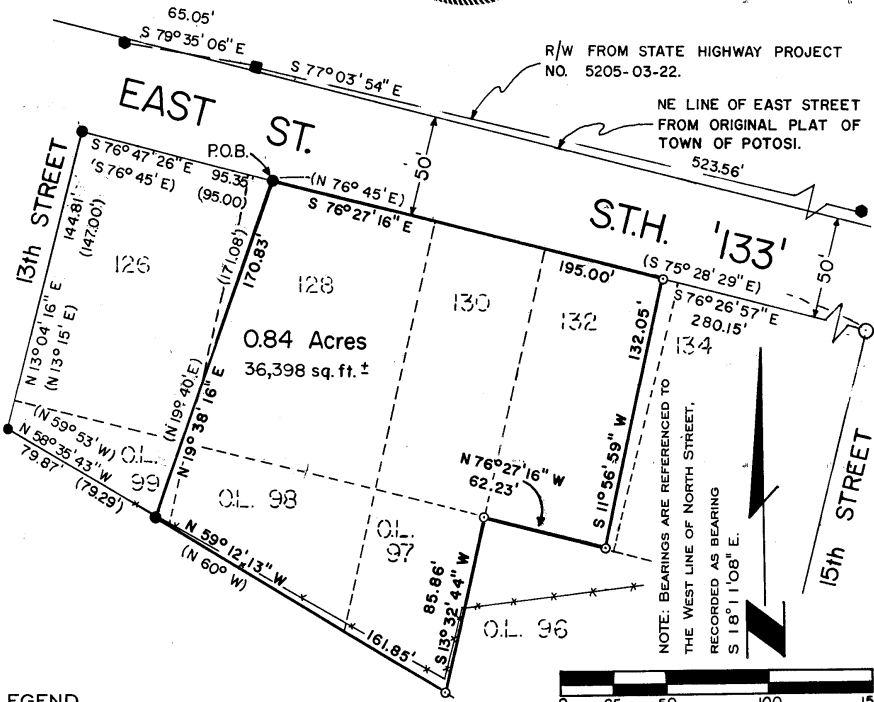 65.05'
S 79° 35' 06" E
S 77° 03' 54" E
R/W FROM STATE HIGHWAY PROJECT
NO. 5205-03-22.
NE LINE OF EAST STREET
FROM ORIGINAL PLAT OF
TOWN OF POTOSI.
523.56'
EAST ST.
50'
S.T.H. '133'
50'
P.O.B.
S 76° 47' 26" E
95.35'
(S 76° 45' E)
(95.00)
(N 76° 45' E)
S 76° 27' 16" E
195.00'
(S 75° 28' 29" E)
S 76° 26' 57" E
280.15'
13th STREET
144.81'
(147.00')
N 13° 04' 16" E
(N 13° 15' E)
126
(171.08')
170.83'
128
130
132
134
0.84 Acres
36,398 sq. ft. ±
132.05'
S 11° 56' 59" W
(N 19° 40' E)
N 19° 38' 16" E
(N 59° 53' W)
N 58° 35' 43" W
79.87'
(79.29')
O.L.
99
O.L. 98
O.L.
97
O.L. 96
N 76° 27' 16" W
62.23'
N 59° 12' 13" W
(N 60° W)
161.85'
85.86'
S 13° 32' 44" W
NOTE: BEARINGS ARE REFERENCED TO
THE WEST LINE OF NORTH STREET,
RECORDED AS BEARING
S 18° 11' 08" E.
15th STREET
EGEND
0 25 50 100 15